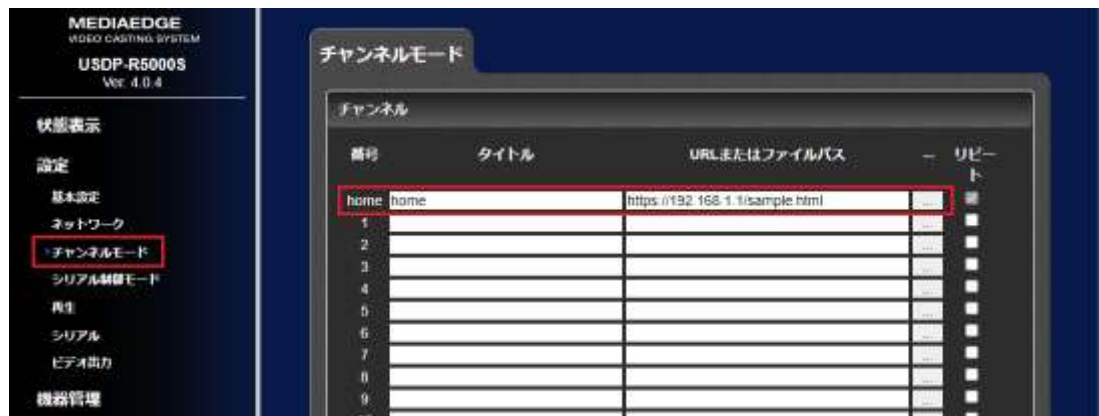 MEDIAEDGE
VIDEO CASTING SYSTEM
USDP-R5000S
Ver. 4.0.4
状態表示
設定
基本設定
ネットワーク
チャンネルモード
シリアル制御モード
再生
シリアル
ビデオ出力
機器管理
チャンネルモード
チャンネル
番号 タイトル URLまたはファイルパス ... リピート
home home https://192.168.1.1/sample.html ...
1 ...
2 ...
3 ...
4 ...
5 ...
6 ...
7 ...
8 ...
9 ...